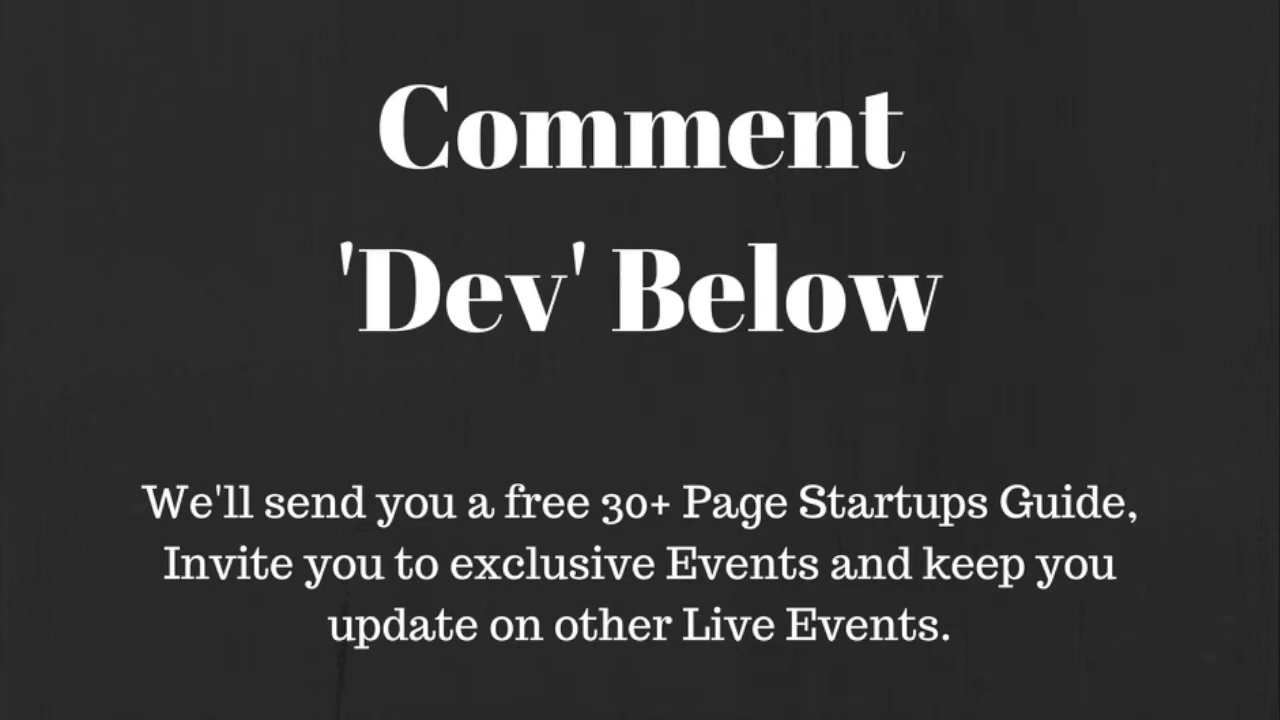 Comment
'Dev' Below
We'll send you a free 30+ Page Startups Guide,
Invite you to exclusive Events and keep you
update on other Live Events.